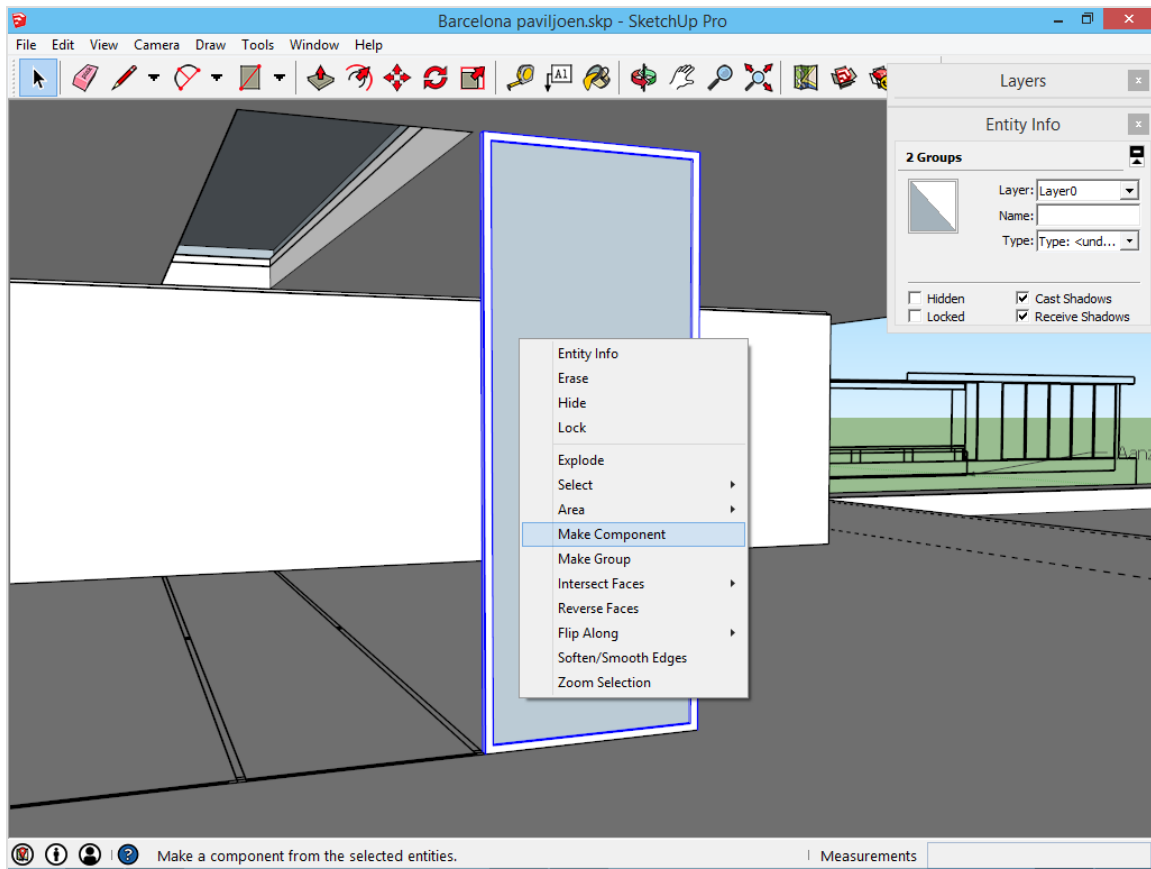 Barcelona paviljoen.skp - SketchUp Pro
File Edit View Camera Draw Tools Window Help
A1
Layers
Entity Info
2 Groups
Layer: Layer0
Name:
Type: Type: <und...
Hidden Cast Shadows
Locked Receive Shadows
Entity Info
Erase
Hide
Lock
Explode
Select
Area
Make Component
Make Group
Intersect Faces
Reverse Faces
Flip Along
Soften/Smooth Edges
Zoom Selection
Aanz
Make a component from the selected entities.
Measurements